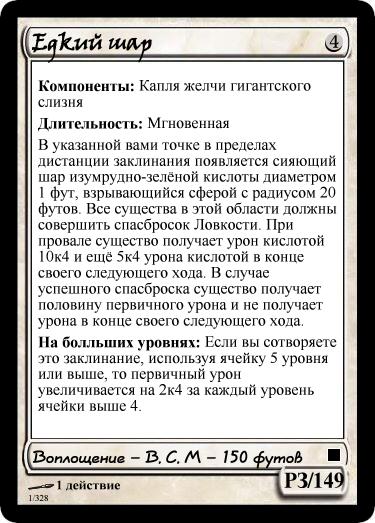 Едкий шар 4
Компоненты: Капля желчи гигантского
слизня
Длительность: Мгновенная
В указанной вами точке в пределах
дистанции заклинания появляется сияющий
шар изумрудно-зелёной кислоты диаметром
1 фут, взрывающийся сферой с радиусом 20
футов. Все существа в этой области должны
совершить спасбросок Ловкости. При
провале существо получает урон кислотой
10к4 и ещё 5к4 урона кислотой в конце
своего следующего хода. В случае
успешного спасброска существо получает
половину первичного урона и не получает
урона в конце своего следующего хода.
На болльших уровнях: Если вы сотворяете
это заклинание, используя ячейку 5 уровня
или выше, то первичный урон
увеличивается на 2к4 за каждый уровень
ячейки выше 4.
Воплощение – В, С, М – 150 футов
1 действие
P3/149
1/328